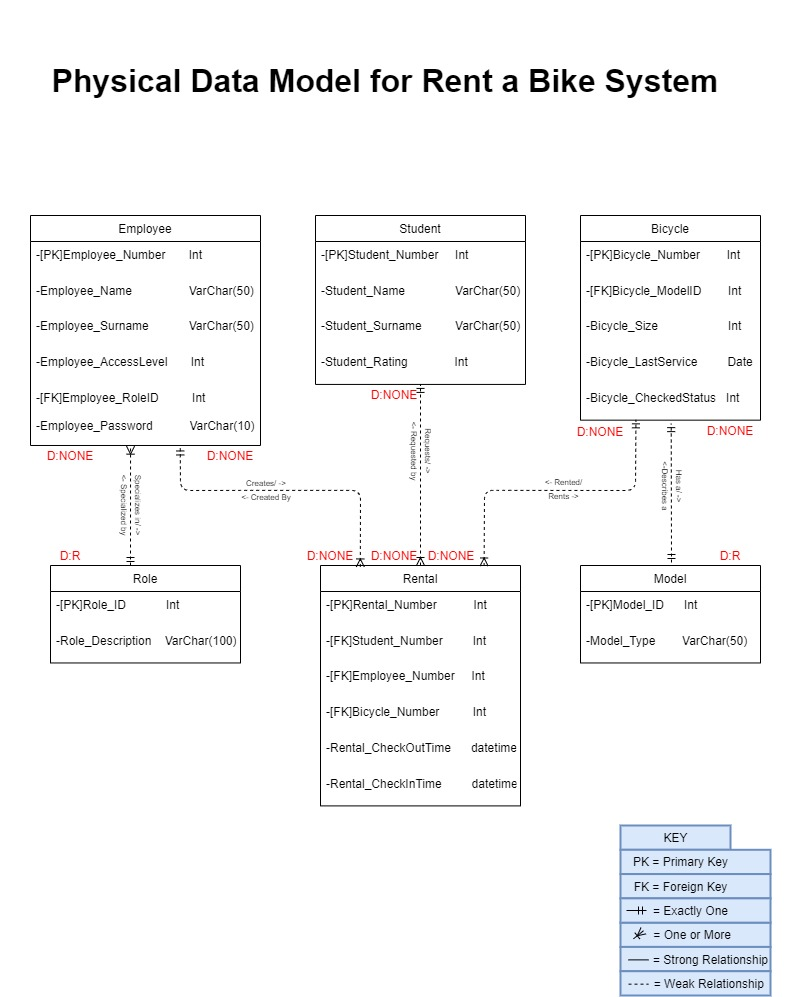 Physical Data Model for Rent a Bike System
Employee
-[PK]Employee_Number Int
-Employee_Name VarChar(50)
-Employee_Surname VarChar(50)
-Employee_AccessLevel Int
-[FK]Employee_RoleID Int
-Employee_Password VarChar(10)
Student
-[PK]Student_Number Int
-Student_Name VarChar(50)
-Student_Surname VarChar(50)
-Student_Rating Int
Bicycle
-[PK]Bicycle_Number Int
-[FK]Bicycle_ModelID Int
-Bicycle_Size Int
-Bicycle_LastService Date
-Bicycle_CheckedStatus Int
D:NONE
D:NONE
D:NONE
D:NONE
D:NONE
Specializes in/ ->
<- Specialized by
Creates/ ->
<- Created By
Requests/ ->
<- Requested by
<- Rented/
Rents ->
Has a/ ->
<-Describes a
D:R
D:NONE
D:NONE
D:NONE
D:R
Role
-[PK]Role_ID Int
-Role_Description VarChar(100)
Rental
-[PK]Rental_Number Int
-[FK]Student_Number Int
-[FK]Employee_Number Int
-[FK]Bicycle_Number Int
-Rental_CheckOutTime datetime
-Rental_CheckInTime datetime
Model
-[PK]Model_ID Int
-Model_Type VarChar(50)
KEY
PK = Primary Key
FK = Foreign Key
= Exactly One
= One or More
= Strong Relationship
= Weak Relationship